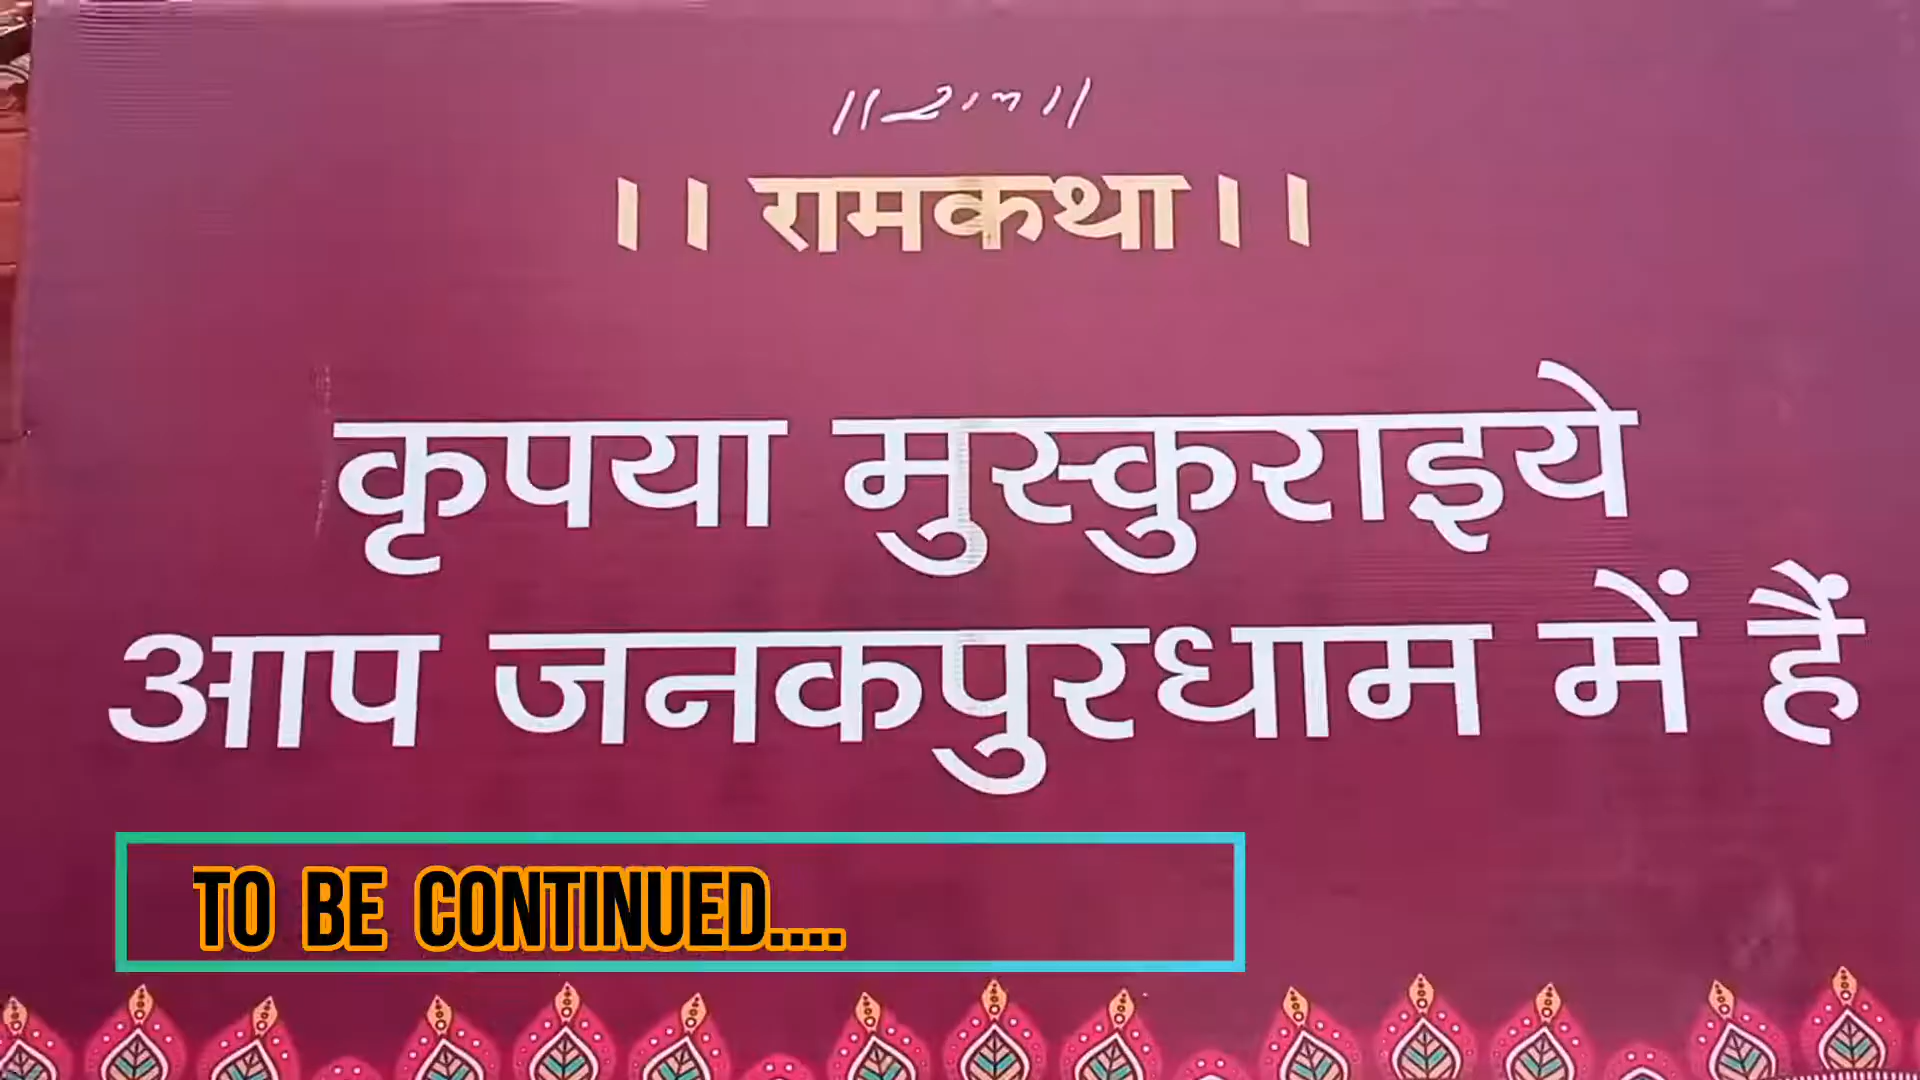 ।।राम।।
।। रामकथा।।
कृपया मुस्कुराइये
आप जनकपुरधाम में हैं
TO BE CONTINUED....